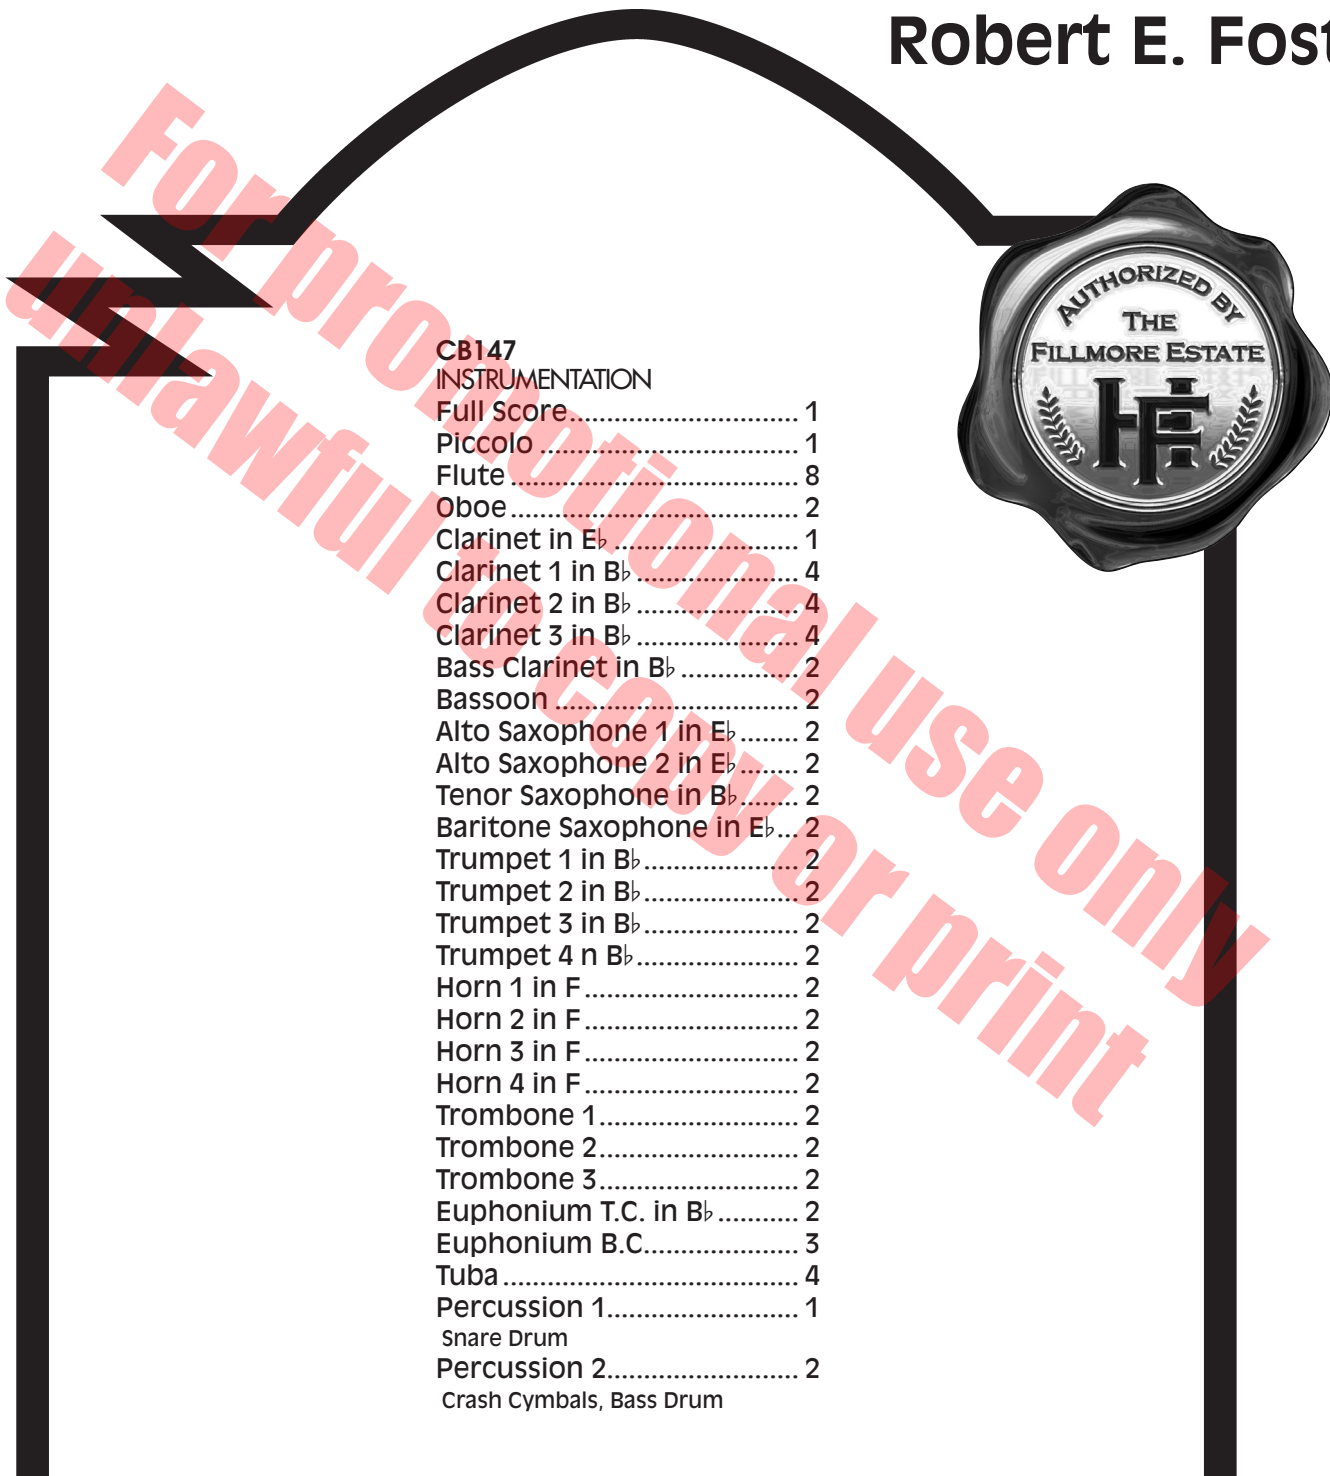 Robert E. Fost
AUTHORIZED BY
THE
FILLMORE ESTATE
HF
CB147
INSTRUMENTATION
Full Score............................... 1
Piccolo ................................... 1
Flute ....................................... 8
Oboe....................................... 2
Clarinet in E♭ ......................... 1
Clarinet 1 in B♭ ...................... 4
Clarinet 2 in B♭ ...................... 4
Clarinet 3 in B♭ ...................... 4
Bass Clarinet in B♭ ................ 2
Bassoon ................................. 2
Alto Saxophone 1 in E♭........ 2
Alto Saxophone 2 in E♭........ 2
Tenor Saxophone in B♭........ 2
Baritone Saxophone in E♭... 2
Trumpet 1 in B♭..................... 2
Trumpet 2 in B♭..................... 2
Trumpet 3 in B♭..................... 2
Trumpet 4 n B♭...................... 2
Horn 1 in F ............................. 2
Horn 2 in F ............................. 2
Horn 3 in F ............................. 2
Horn 4 in F ............................. 2
Trombone 1........................... 2
Trombone 2........................... 2
Trombone 3........................... 2
Euphonium T.C. in B♭........... 2
Euphonium B.C..................... 3
Tuba ........................................ 4
Percussion 1.......................... 1
Snare Drum
Percussion 2.......................... 2
Crash Cymbals, Bass Drum
For promotional use only
unlawful to copy or print